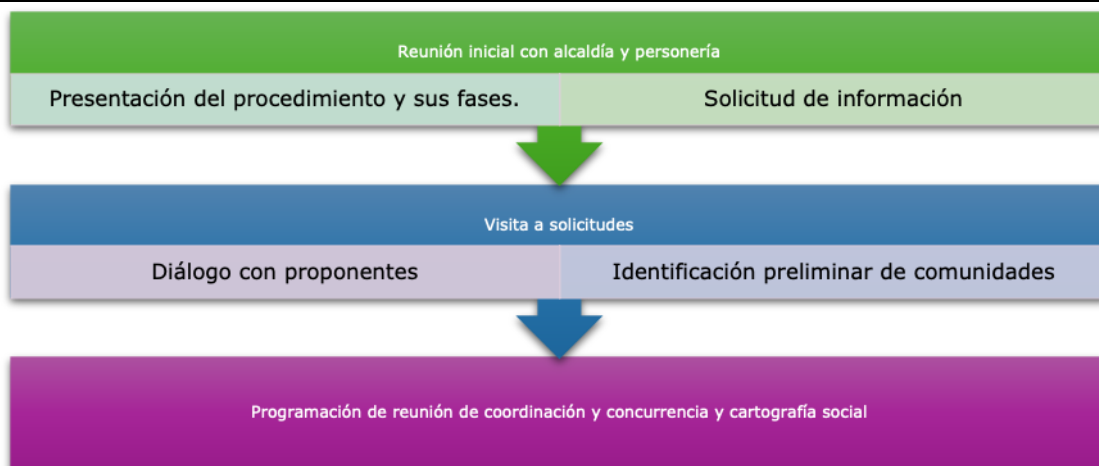 Reunión inicial con alcaldía y personería
Presentación del procedimiento y sus fases.
Solicitud de información
Visita a solicitudes
Diálogo con proponentes
Identificación preliminar de comunidades
Programación de reunión de coordinación y concurrencia y cartografía social